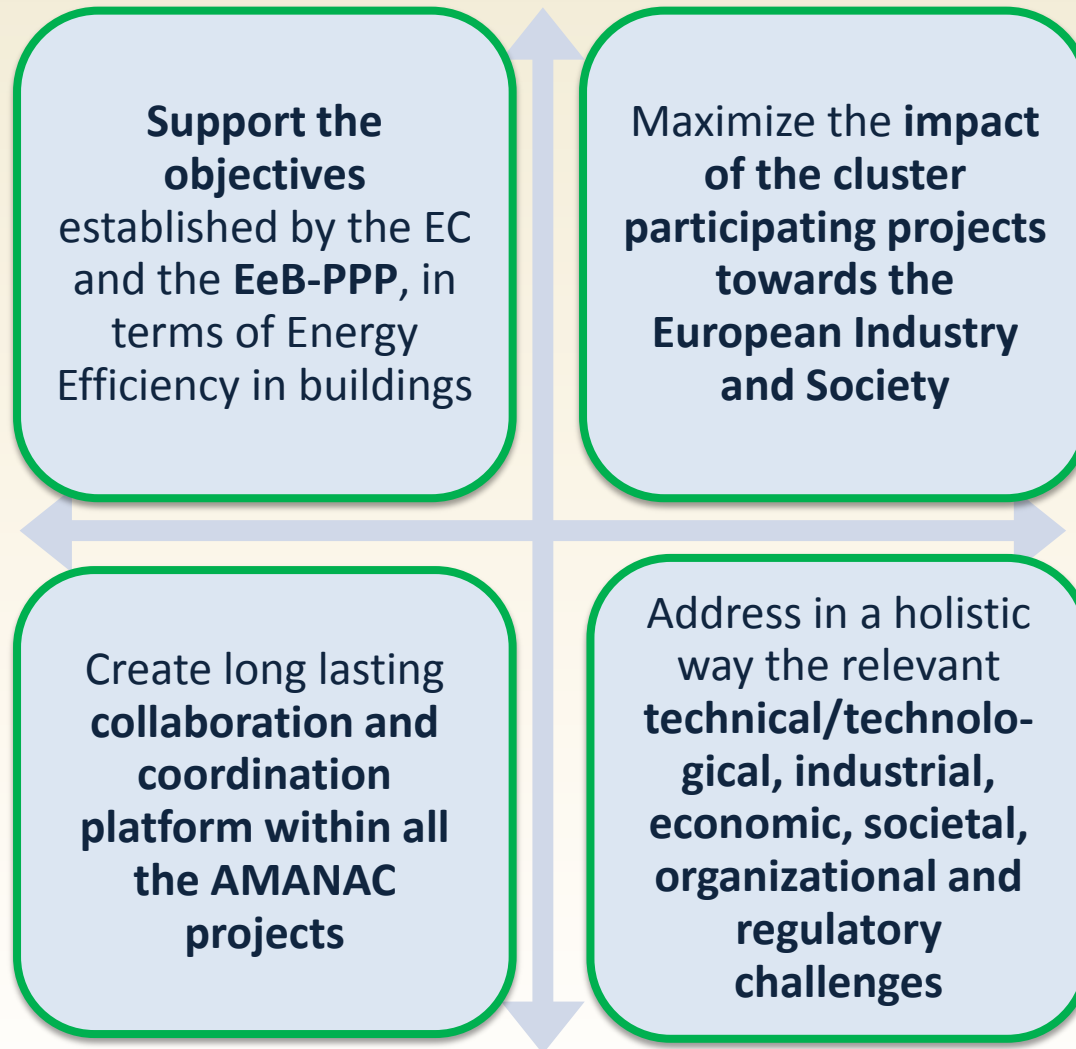 Support the
objectives
established by the EC
and the EeB-PPP, in
terms of Energy
Efficiency in buildings
Maximize the impact
of the cluster
participating projects
towards the
European Industry
and Society
Create long lasting
collaboration and
coordination
platform within all
the AMANAC
projects
Address in a holistic
way the relevant
technical/technolo-
gical, industrial,
economic, societal,
organizational and
regulatory
challenges